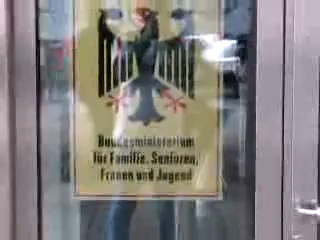 Bundesministerium
für Familie, Senioren,
Frauen und Jugend